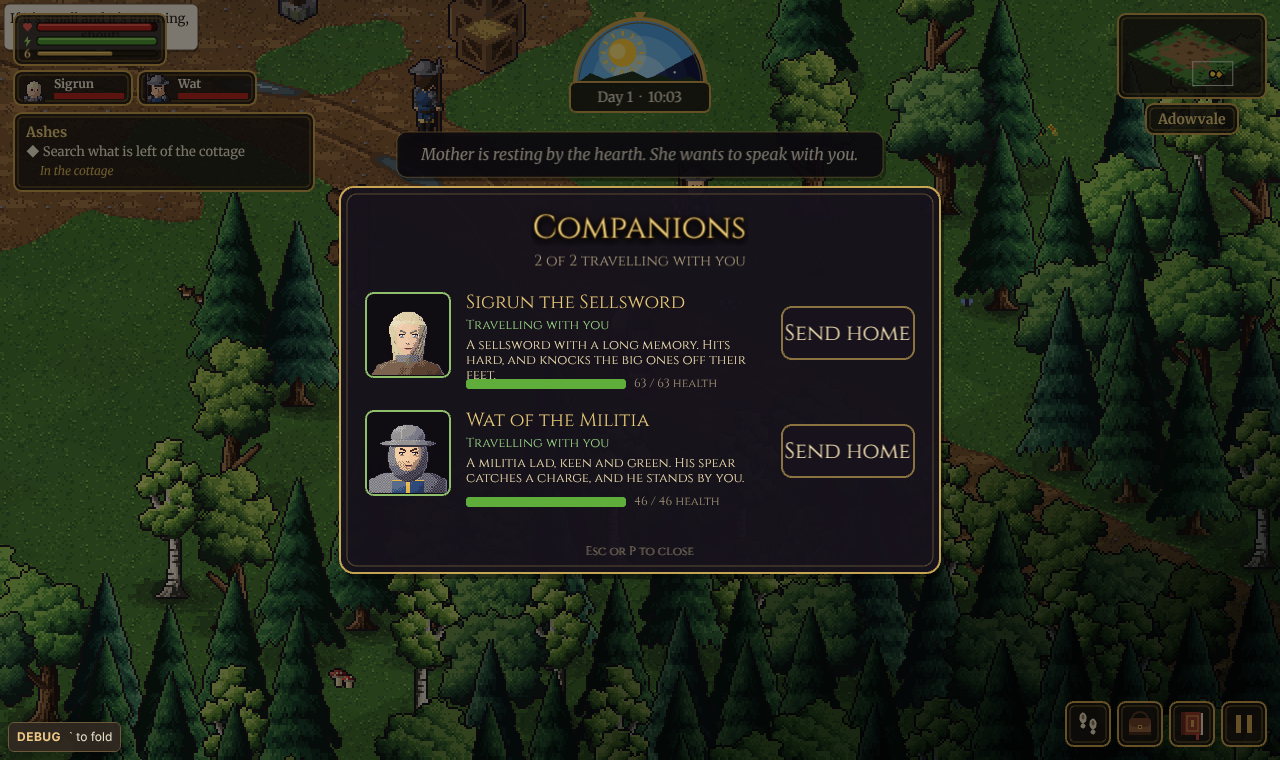 6
Sigrun
Wat
Ashes
◆ Search what is left of the cottage
In the cottage
Day 1 · 10:03
Adowvale
Mother is resting by the hearth. She wants to speak with you.
Companions
2 of 2 travelling with you
Sigrun the Sellsword
Travelling with you
A sellsword with a long memory. Hits
hard, and knocks the big ones off their
feet.
63 / 63 health
Send home
Wat of the Militia
Travelling with you
A militia lad, keen and green. His spear
catches a charge, and he stands by you.
46 / 46 health
Send home
Esc or P to close
DEBUG ` to fold